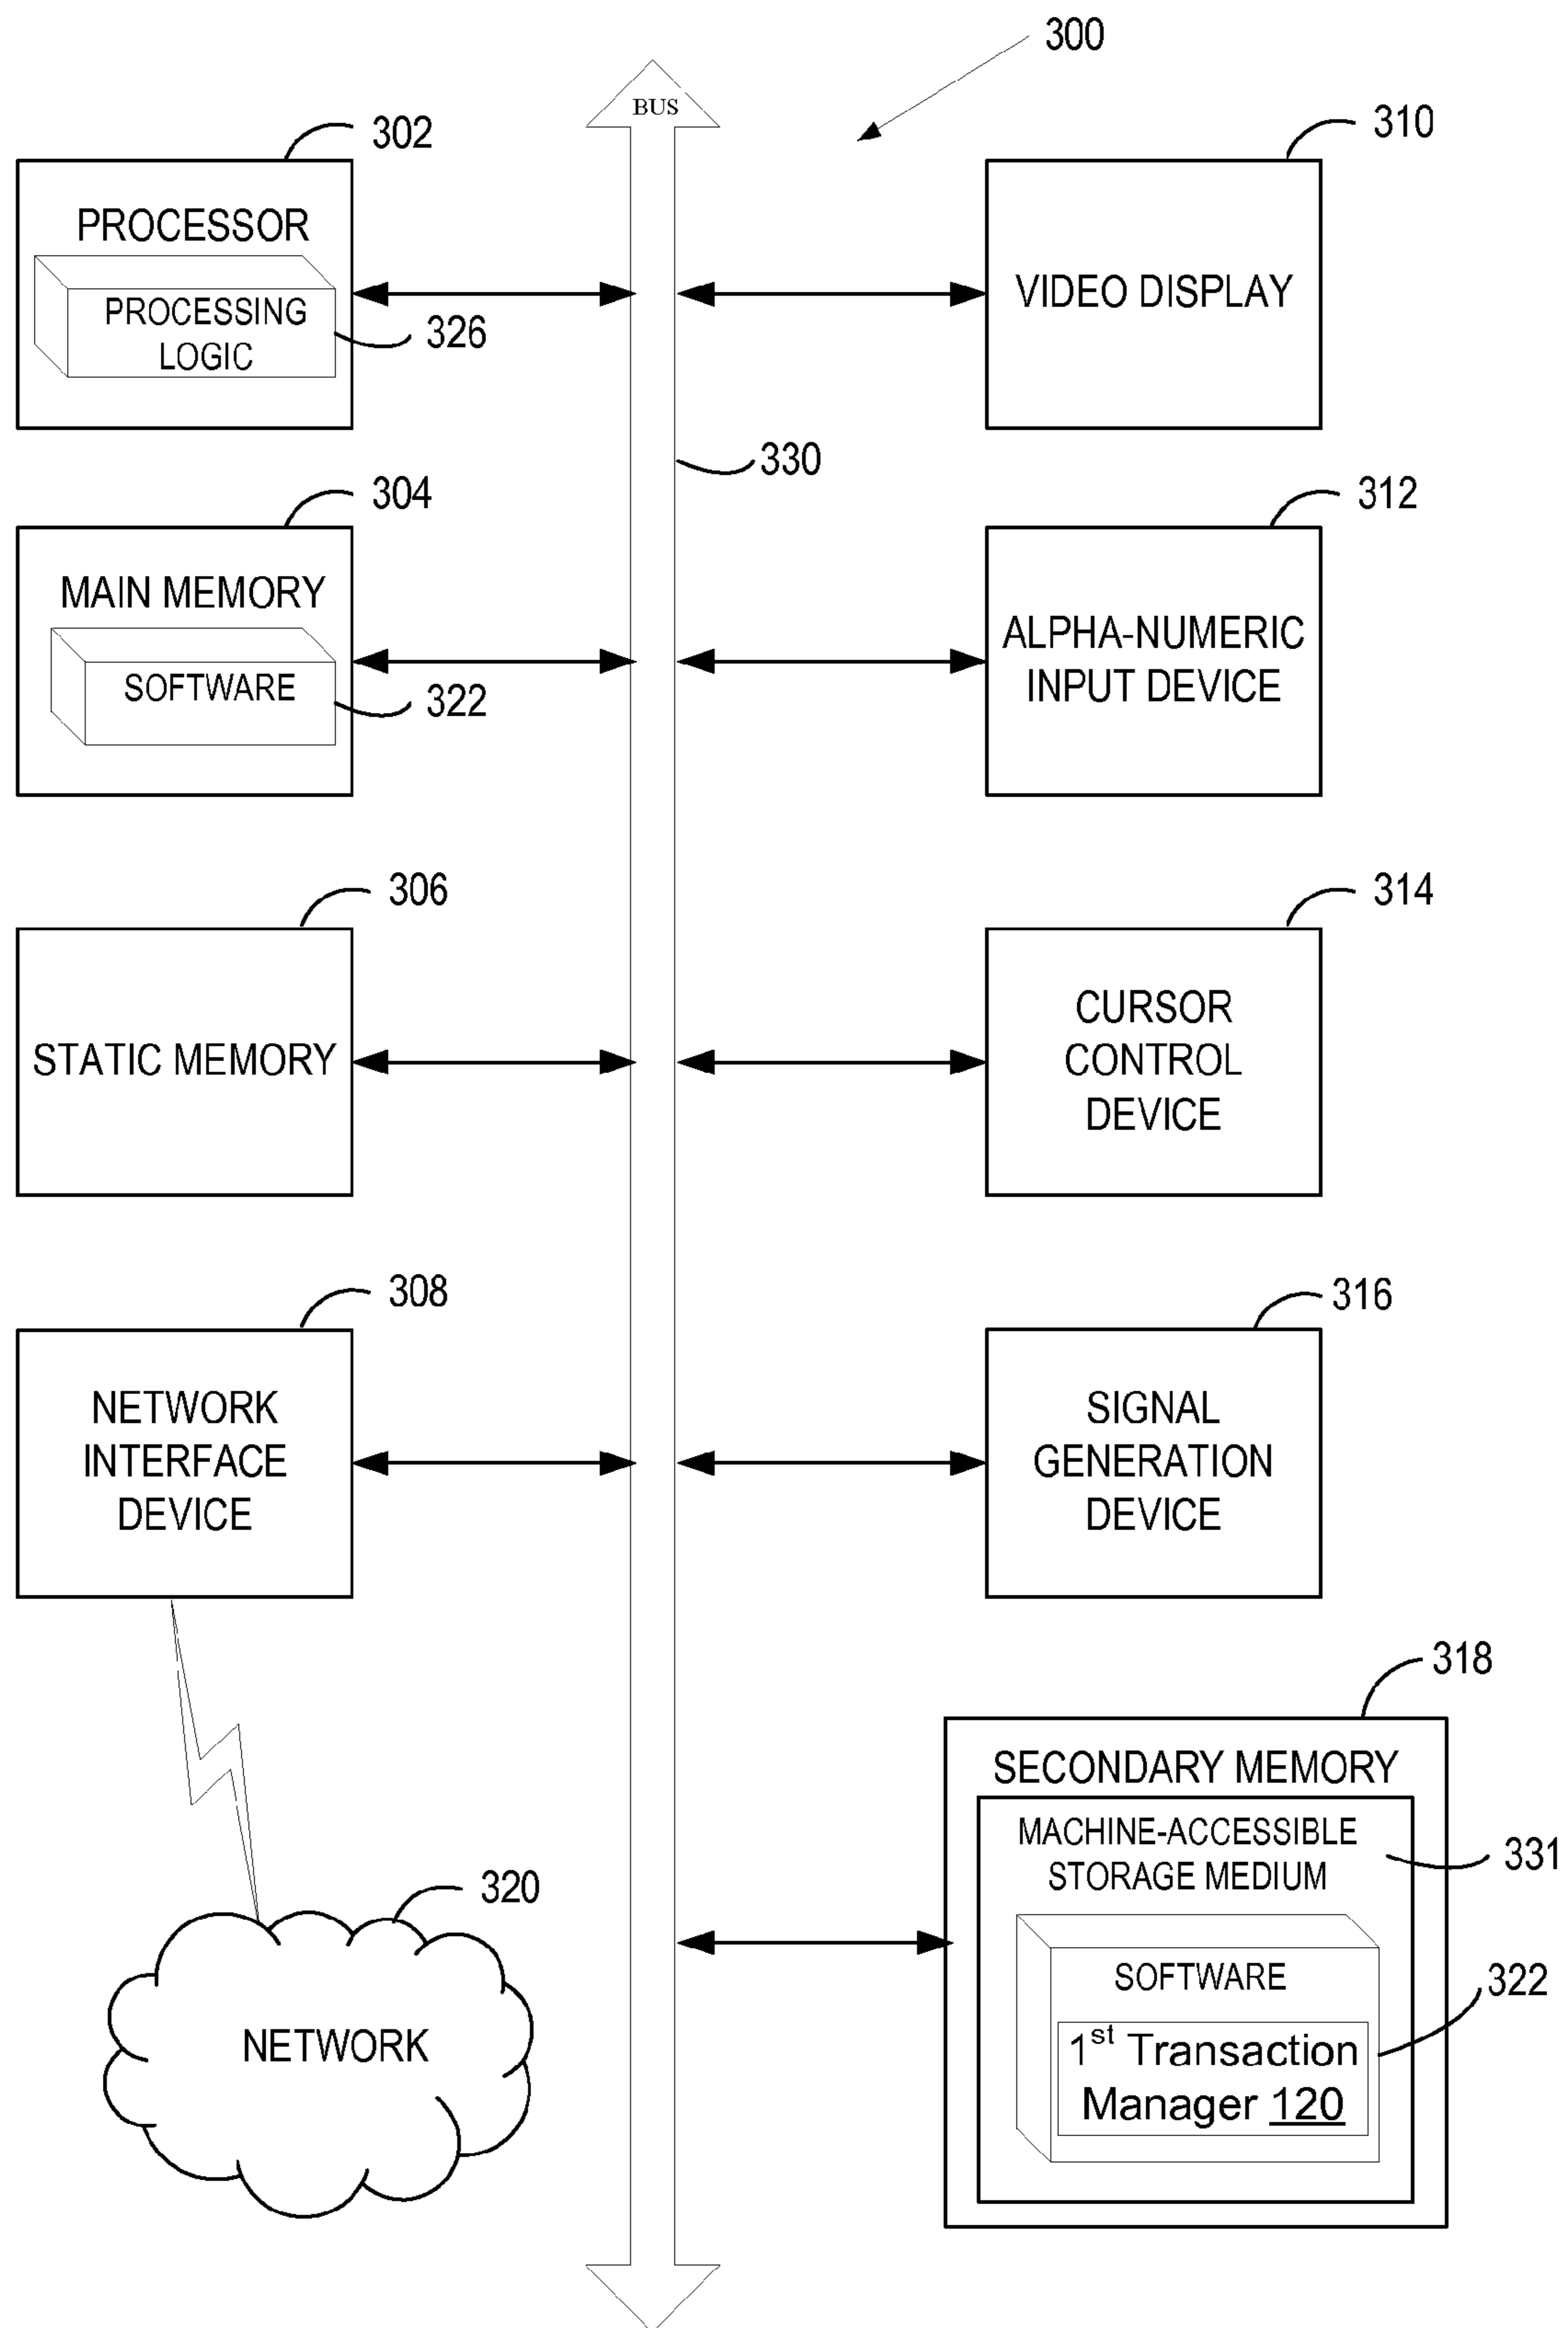 300
BUS
302
PROCESSOR
PROCESSING
LOGIC
326
310
VIDEO DISPLAY
330
304
MAIN MEMORY
SOFTWARE
322
312
ALPHA-NUMERIC
INPUT DEVICE
306
STATIC MEMORY
314
CURSOR
CONTROL
DEVICE
308
NETWORK
INTERFACE
DEVICE
316
SIGNAL
GENERATION
DEVICE
318
SECONDARY MEMORY
MACHINE-ACCESSIBLE
STORAGE MEDIUM
331
SOFTWARE
322
1st Transaction
Manager 120
320
NETWORK